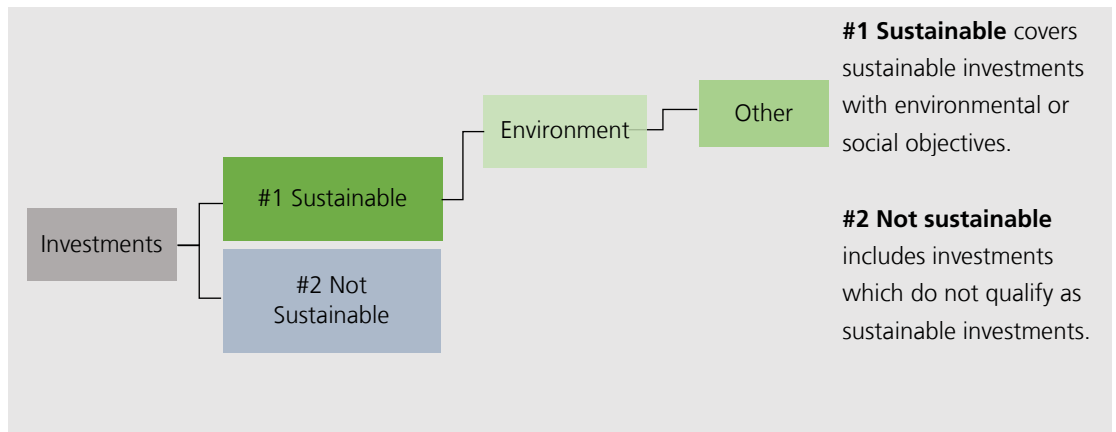 Investments
#1 Sustainable
#2 Not
Sustainable
Environment
Other
#1 Sustainable covers
sustainable investments
with environmental or
social objectives.
#2 Not sustainable
includes investments
which do not qualify as
sustainable investments.